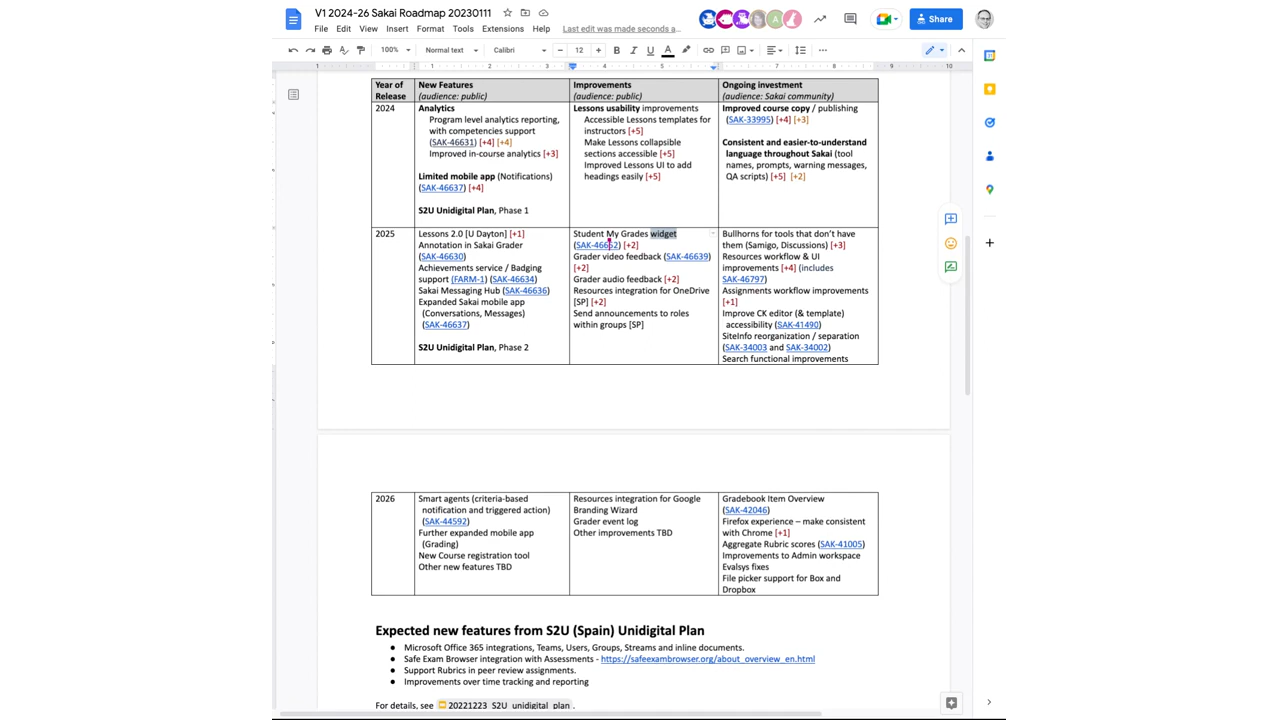 V1 2024-26 Sakai Roadmap 20230111
File Edit View Insert Format Tools Extensions Help Last edit was made seconds a...
Share
100% Normal text Calibri 12 B I U A
1 1 2 3 4 5 7 8 9 10
Year of
Release
New Features
(audience: public)
Improvements
(audience: public)
Ongoing investment
(audience: Sakai community)
2024
Analytics
Program level analytics reporting,
with competencies support
(SAK-46631) [+4] [+4]
Improved in-course analytics [+3]
Limited mobile app (Notifications)
(SAK-46637) [+4]
S2U Unidigital Plan, Phase 1
Lessons usability improvements
Accessible Lessons templates for
instructors [+5]
Make Lessons collapsible
sections accessible [+5]
Improved Lessons UI to add
headings easily [+5]
Improved course copy / publishing
(SAK-33995) [+4] [+3]
Consistent and easier-to-understand
language throughout Sakai (tool
names, prompts, warning messages,
QA scripts) [+5] [+2]
2025
Lessons 2.0 [U Dayton] [+1]
Annotation in Sakai Grader
(SAK-46630)
Achievements service / Badging
support (FARM-1) (SAK-46634)
Sakai Messaging Hub (SAK-46636)
Expanded Sakai mobile app
(Conversations, Messages)
(SAK-46637)
S2U Unidigital Plan, Phase 2
Student My Grades widget
[+2]
Grader video feedback (SAK-46639)
[+2]
Grader audio feedback [+2]
Resources integration for OneDrive
[SP] [+2]
Send announcements to roles
within groups [SP]
Bullhorns for tools that don't have
them (Samigo, Discussions) [+3]
Resources workflow & UI
improvements [+4] (includes
SAK-46797)
Assignments workflow improvements
[+1]
Improve CK editor (& template)
accessibility (SAK-41490)
SiteInfo reorganization / separation
(SAK-34003 and SAK-34002)
Search functional improvements
2026
Smart agents (criteria-based
notification and triggered action)
(SAK-44592)
Further expanded mobile app
(Grading)
New Course registration tool
Other new features TBD
Resources integration for Google
Branding Wizard
Grader event log
Other improvements TBD
Gradebook Item Overview
(SAK-42046)
Firefox experience – make consistent
with Chrome [+1]
Aggregate Rubric scores (SAK-41005)
Improvements to Admin workspace
Evalsys fixes
File picker support for Box and
Dropbox
Expected new features from S2U (Spain) Unidigital Plan
● Microsoft Office 365 integrations, Teams, Users, Groups, Streams and inline documents.
● Safe Exam Browser integration with Assessments - https://safeexambrowser.org/about_overview_en.html
● Support Rubrics in peer review assignments.
● Improvements over time tracking and reporting
For details, see 20221223_S2U_unidigital_plan .